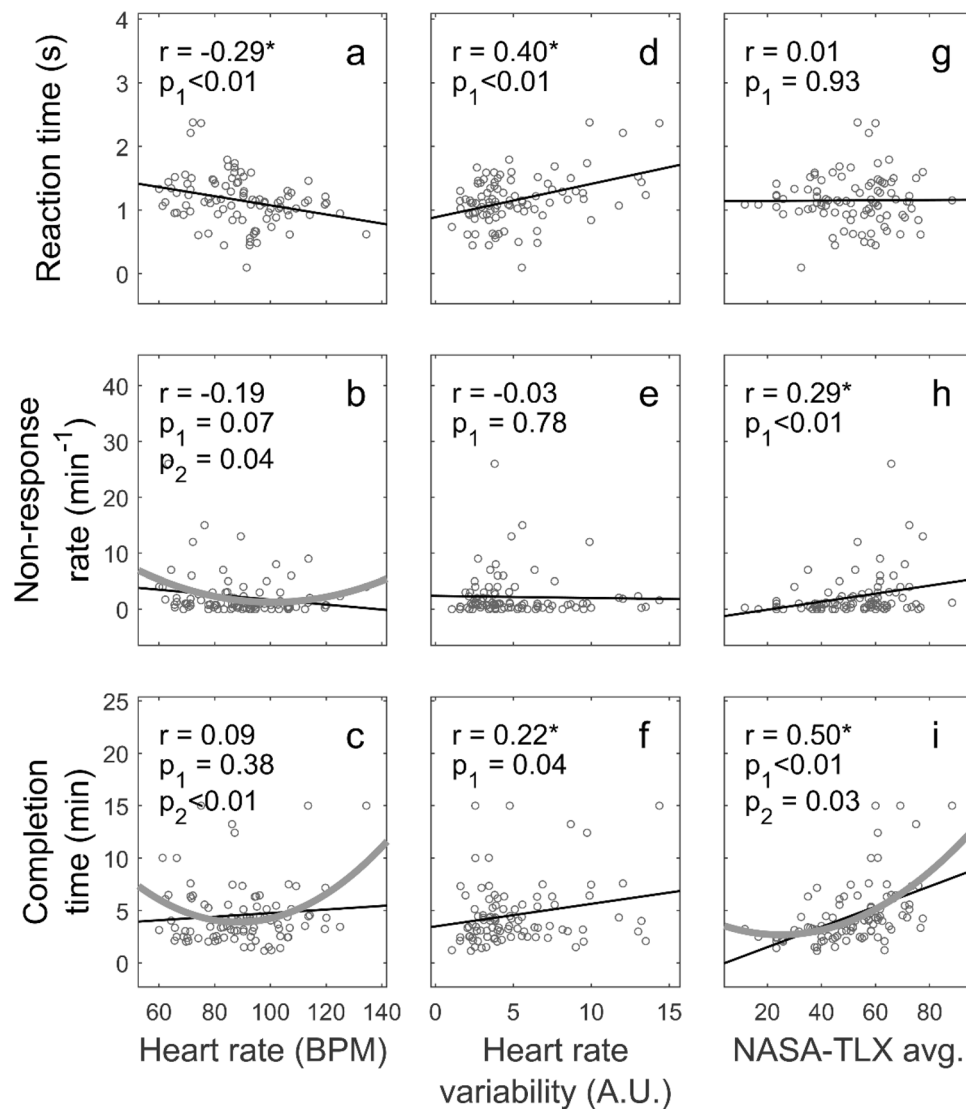 Reaction time (s)
4
3
2
1
0
r = -0.29*
p1<0.01
a
r = 0.40*
p1<0.01
d
r = 0.01
p1 = 0.93
g
Non-response
rate (min-1)
40
30
20
10
0
r = -0.19
p1 = 0.07
p2 = 0.04
b
r = -0.03
p1 = 0.78
e
r = 0.29*
p1<0.01
h
Completion
time (min)
25
20
15
10
5
0
r = 0.09
p1 = 0.38
p2<0.01
c
r = 0.22*
p1 = 0.04
f
r = 0.50*
p1<0.01
p2 = 0.03
i
60 80 100 120 140
0 5 10 15
20 40 60 80
Heart rate (BPM)
Heart rate
variability (A.U.)
NASA-TLX avg.